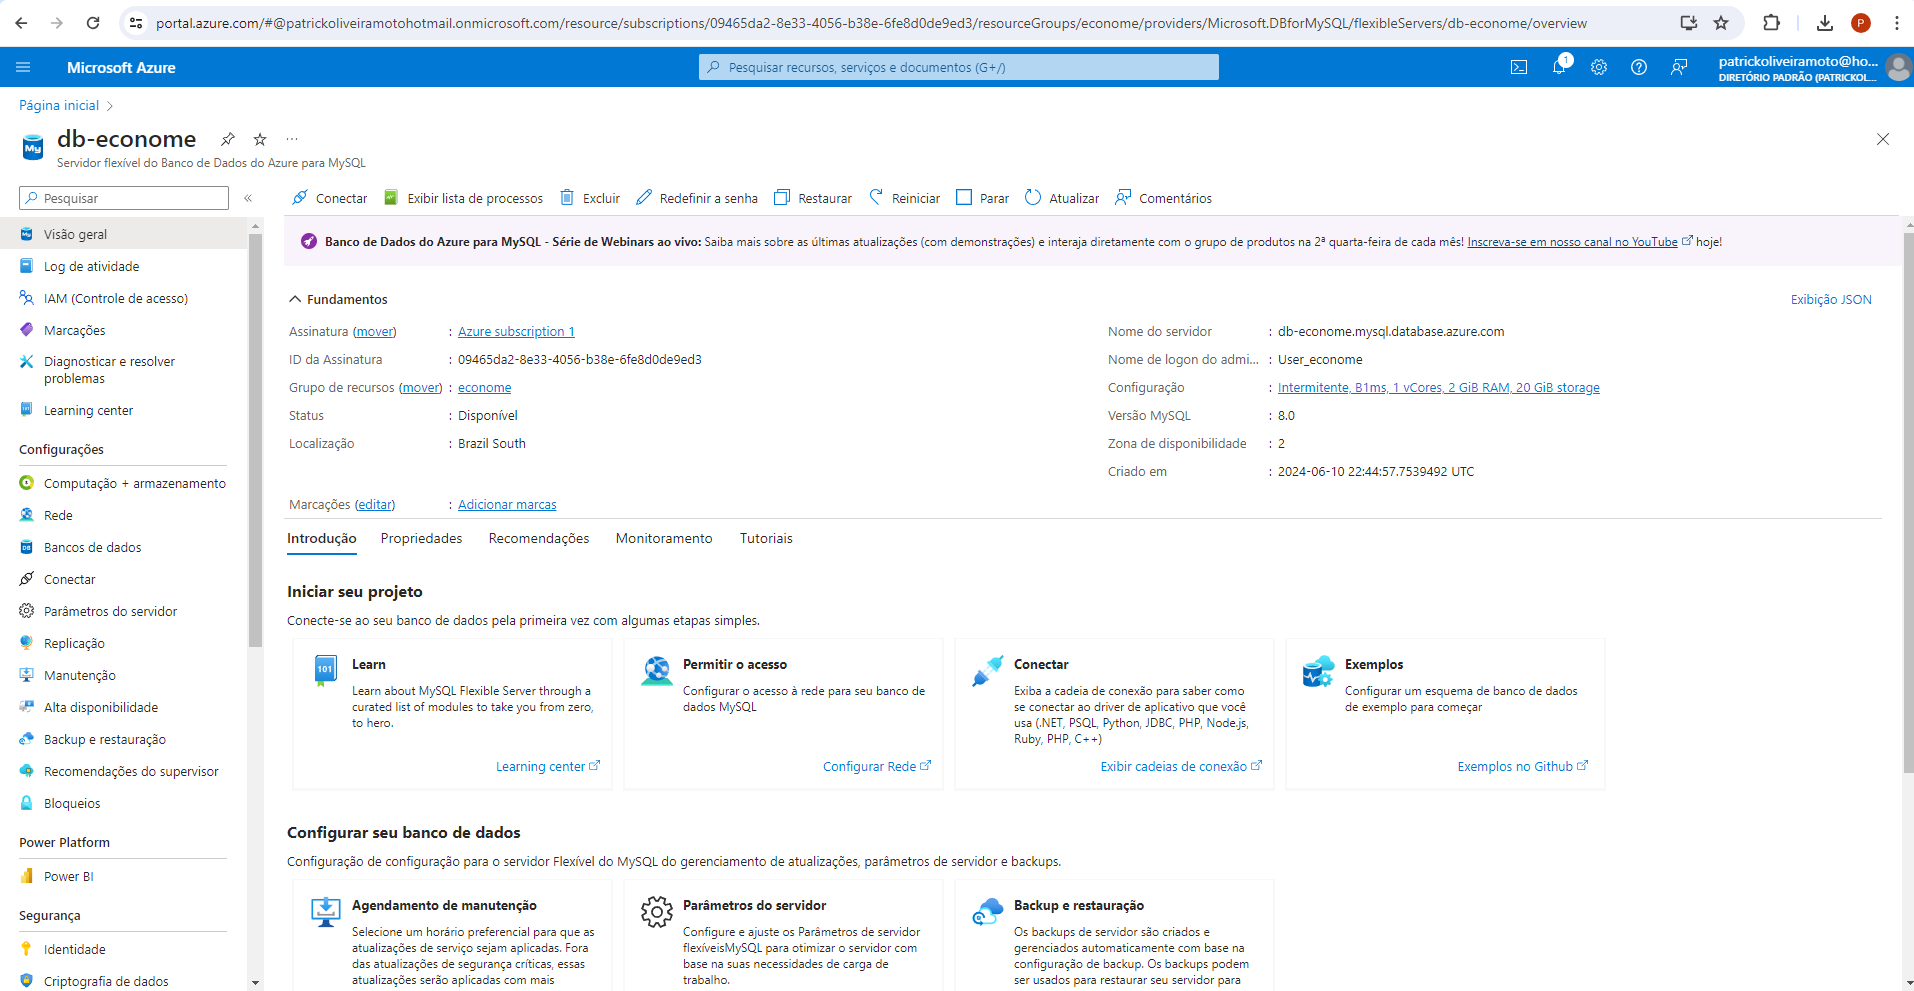 portal.azure.com/#@patrickoliveiramotohotmail.onmicrosoft.com/resource/subscriptions/09465da2-8e33-4056-b38e-6fe8d0de9ed3/resourceGroups/econome/providers/Microsoft.DBforMySQL/flexibleServers/db-econome/overview
P
Microsoft Azure
Pesquisar recursos, serviços e documentos (G+/)
1
patrickoliveiramoto@ho...
DIRETÓRIO PADRÃO (PATRICKOL...
Página inicial
db-econome
Servidor flexível do Banco de Dados do Azure para MySQL
Pesquisar
Visão geral
Log de atividade
IAM (Controle de acesso)
Marcações
Diagnosticar e resolver
problemas
Learning center
Configurações
Computação + armazenamento
Rede
Bancos de dados
Conectar
Parâmetros do servidor
Replicação
Manutenção
Alta disponibilidade
Backup e restauração
Recomendações do supervisor
Bloqueios
Power Platform
Power BI
Segurança
Identidade
Criptografia de dados
Conectar Exibir lista de processos Excluir Redefinir a senha Restaurar Reiniciar Parar Atualizar Comentários
Banco de Dados do Azure para MySQL - Série de Webinars ao vivo: Saiba mais sobre as últimas atualizações (com demonstrações) e interaja diretamente com o grupo de produtos na 2ª quarta-feira de cada mês! Inscreva-se em nosso canal no YouTube hoje!
Fundamentos
Exibição JSON
Assinatura (mover) : Azure subscription 1
ID da Assinatura : 09465da2-8e33-4056-b38e-6fe8d0de9ed3
Grupo de recursos (mover) : econome
Status : Disponível
Localização : Brazil South
Nome do servidor : db-econome.mysql.database.azure.com
Nome de logon do admi... : User_econome
Configuração : Intermitente, B1ms, 1 vCores, 2 GiB RAM, 20 GiB storage
Versão MySQL : 8.0
Zona de disponibilidade : 2
Criado em : 2024-06-10 22:44:57.7539492 UTC
Marcações (editar) : Adicionar marcas
Introdução Propriedades Recomendações Monitoramento Tutoriais
Iniciar seu projeto
Conecte-se ao seu banco de dados pela primeira vez com algumas etapas simples.
Learn
Learn about MySQL Flexible Server through a
curated list of modules to take you from zero,
to hero.
Learning center
Permitir o acesso
Configurar o acesso à rede para seu banco de
dados MySQL
Configurar Rede
Conectar
Exiba a cadeia de conexão para saber como
se conectar ao driver de aplicativo que você
usa (.NET, PSQL, Python, JDBC, PHP, Node.js,
Ruby, PHP, C++)
Exibir cadeias de conexão
Exemplos
Configurar um esquema de banco de dados
de exemplo para começar
Exemplos no Github
Configurar seu banco de dados
Configuração de configuração para o servidor Flexível do MySQL do gerenciamento de atualizações, parâmetros de servidor e backups.
Agendamento de manutenção
Selecione um horário preferencial para que as
atualizações de serviço sejam aplicadas. Fora
das atualizações de segurança críticas, essas
atualizações serão aplicadas com mais
Parâmetros do servidor
Configure e ajuste os Parâmetros de servidor
flexíveisMySQL para otimizar o servidor com
base na suas necessidades de carga de
trabalho.
Backup e restauração
Os backups de servidor são criados e
gerenciados automaticamente com base na
configuração de backup. Os backups podem
ser usados para restaurar seu servidor para